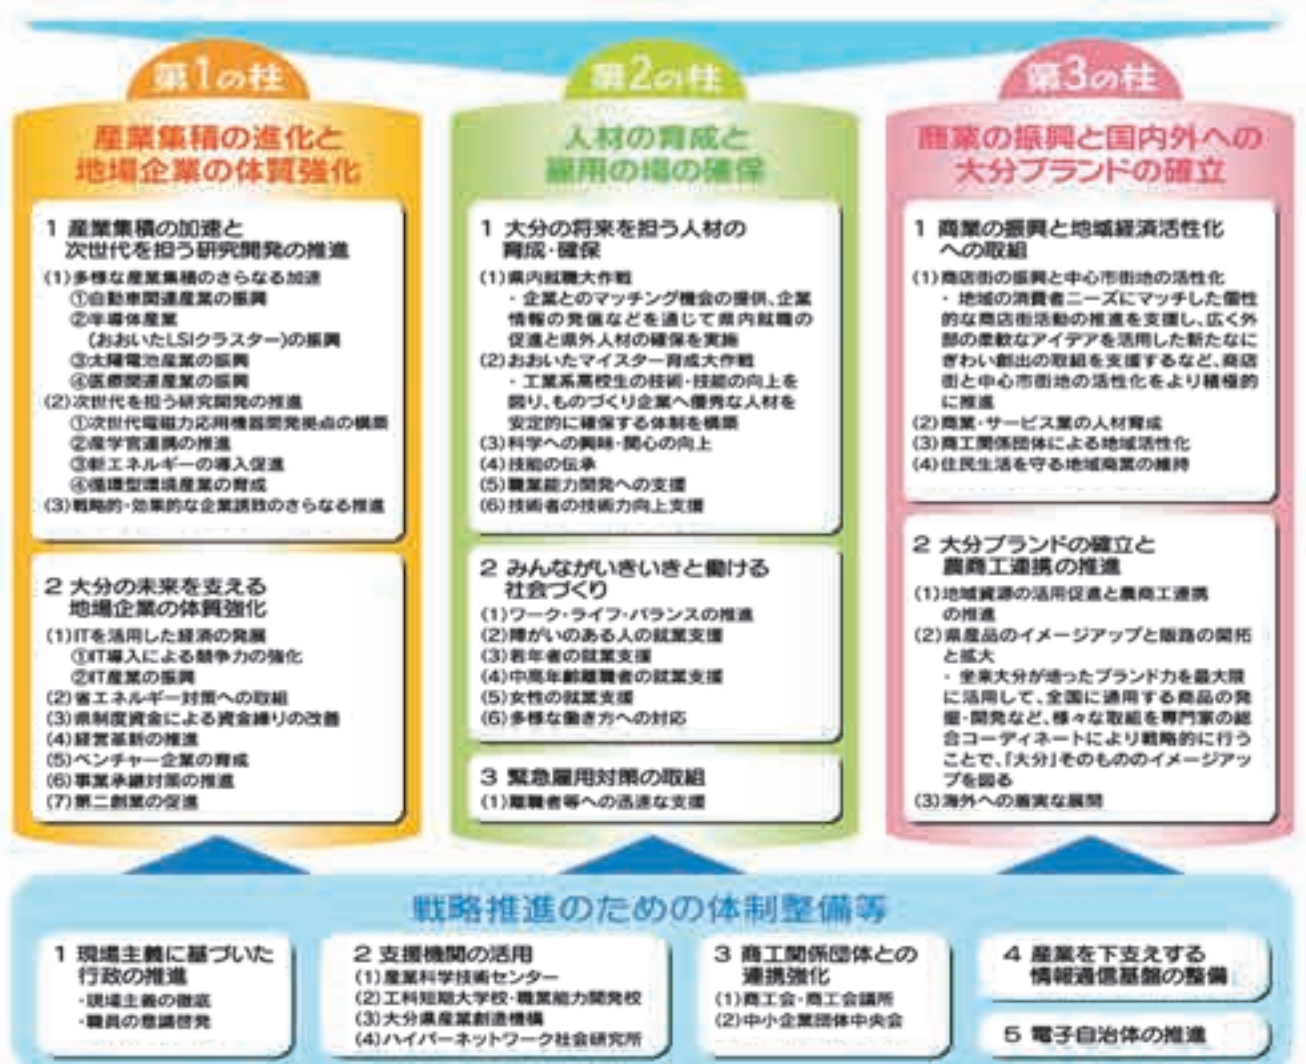 第1の柱
産業集積の進化と
地場企業の体質強化
1 産業集積の加速と
次世代を担う研究開発の推進
(1)多様な産業集積のさらなる加速
①自動車関連産業の振興
②半導体産業
(おおいたLSIクラスター)の振興
③太陽電池産業の振興
④医療関連産業の振興
(2)次世代を担う研究開発の推進
①次世代電磁力応用機器開発拠点の構築
②産学官連携の推進
③新エネルギーの導入促進
④循環型環境産業の育成
(3)戦略的・効果的な企業誘致のさらなる推進
2 大分の未来を支える
地場企業の体質強化
(1)ITを活用した経済の発展
①IT導入による競争力の強化
②IT産業の振興
(2)省エネルギー対策への取組
(3)県制度資金による資金繰りの改善
(4)経営革新の推進
(5)ベンチャー企業の育成
(6)事業承継対策の推進
(7)第二創業の促進
第2の柱
人材の育成と
雇用の場の確保
1 大分の将来を担う人材の
育成・確保
(1)県内就職大作戦
・企業とのマッチング機会の提供、企業
情報の発信などを通じて県内就職の
促進と県外人材の確保を実施
(2)おおいたマイスター育成大作戦
・工業系高校生の技術・技能の向上を
図り、ものづくり企業へ優秀な人材を
安定的に確保する体制を構築
(3)科学への興味・関心の向上
(4)技能の伝承
(5)職業能力開発への支援
(6)技術者の技術力向上支援
2 みんながいきいきと働ける
社会づくり
(1)ワーク・ライフ・バランスの推進
(2)障がいのある人の就業支援
(3)若年者の就業支援
(4)中高年齢離職者の就業支援
(5)女性の就業支援
(6)多様な働き方への対応
3 緊急雇用対策の取組
(1)離職者等への迅速な支援
第3の柱
商業の振興と国内外への
大分ブランドの確立
1 商業の振興と地域経済活性化
への取組
(1)商店街の振興と中心市街地の活性化
・地域の消費者ニーズにマッチした個性
的な商店街活動の推進を支援し、広く外
部の柔軟なアイデアを活用した新たなに
ぎわい創出の取組を支援するなど、商店
街と中心市街地の活性化をより積極的
に推進
(2)商業・サービス業の人材育成
(3)商工関係団体による地域活性化
(4)住民生活を守る地域商業の維持
2 大分ブランドの確立と
農商工連携の推進
(1)地域資源の活用促進と農商工連携
の推進
(2)県産品のイメージアップと販路の開拓
と拡大
・坐来大分が培ったブランド力を最大限
に活用して、全国に通用する商品の発
掘・開発など、様々な取組を専門家の総
合コーディネートにより戦略的に行う
ことで、「大分」そのもののイメージアッ
プを図る
(3)海外への着実な展開
戦略推進のための体制整備等
1 現場主義に基づいた
行政の推進
・現場主義の徹底
・職員の意識啓発
2 支援機関の活用
(1)産業科学技術センター
(2)工科短期大学校・職業能力開発校
(3)大分県産業創造機構
(4)ハイパーネットワーク社会研究所
3 商工関係団体との
連携強化
(1)商工会・商工会議所
(2)中小企業団体中央会
4 産業を下支えする
情報通信基盤の整備
5 電子自治体の推進